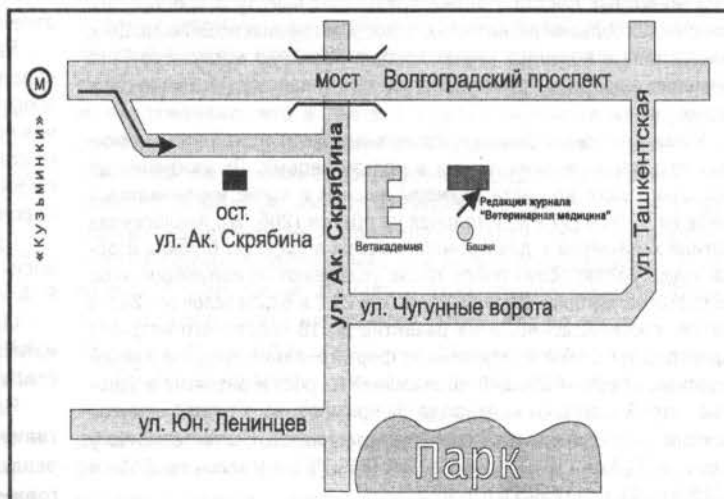 мост Волгоградский проспект
М
«Кузьминки»
ост.
ул. Ак. Скрябина
ул. Ак. Скрябина
Редакция журнала
"Ветеринарная медицина"
Ветакадемия
Башня
ул. Ташкентская
ул. Чугунные ворота
ул. Юн. Ленинцев
Парк